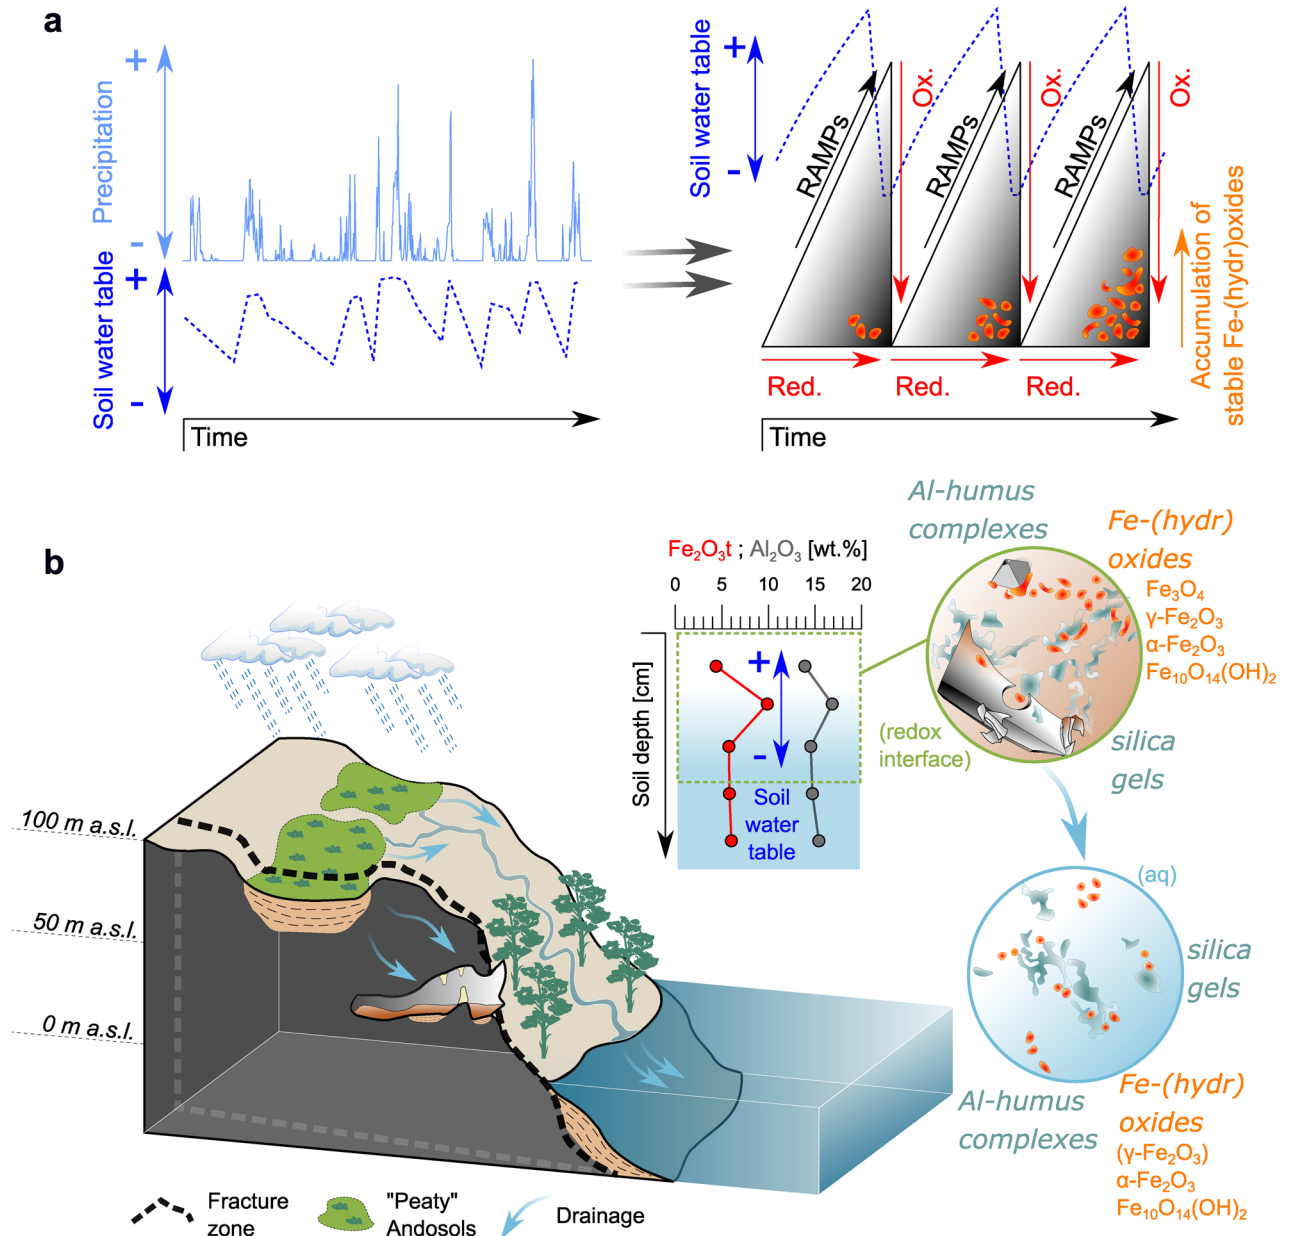 a
+
Precipitation
-
+
Soil water table
-
Time
+
Soil water table
-
RAMPs
Ox.
RAMPs
Ox.
RAMPs
Ox.
Red.
Red.
Red.
Accumulation of
stable Fe-(hydr)oxides
Time
b
100 m a.s.l.
50 m a.s.l.
0 m a.s.l.
Fe₂O₃t ; Al₂O₃ [wt.%]
0 5 10 15 20
Soil depth [cm]
+
-
Soil
water
table
(redox
interface)
Al-humus
complexes
Fe-(hydr)
oxides
Fe₃O₄
γ-Fe₂O₃
α-Fe₂O₃
Fe₁₀O₁₄(OH)₂
silica
gels
(aq)
silica
gels
Al-humus
complexes
Fe-(hydr)
oxides
(γ-Fe₂O₃)
α-Fe₂O₃
Fe₁₀O₁₄(OH)₂
Fracture
zone
"Peaty"
Andosols
Drainage